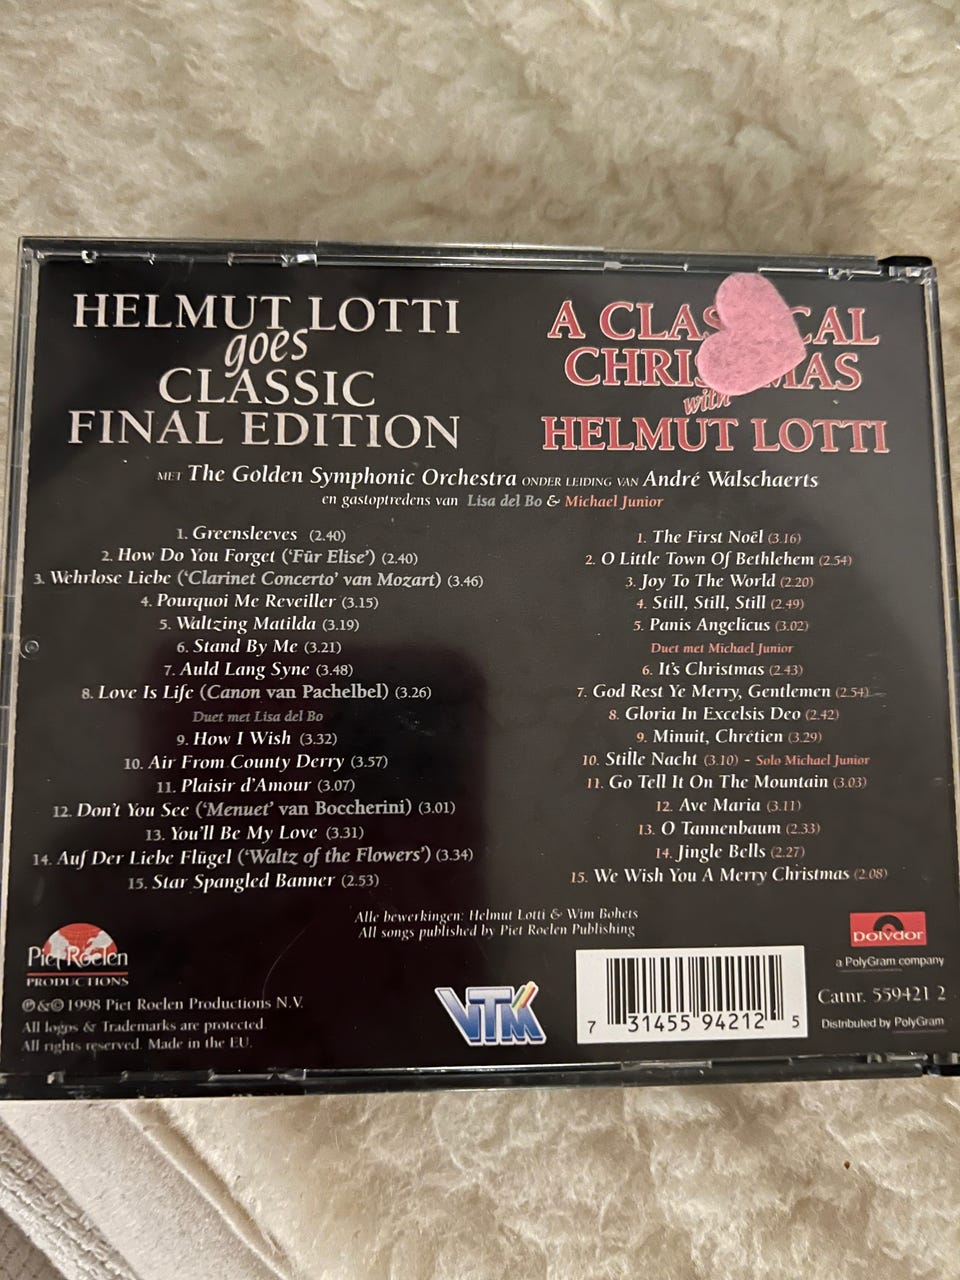 HELMUT LOTTI
goes
CLASSIC
FINAL EDITION
A CLAS CAL
CHRIS MAS
with
HELMUT LOTTI
MET The Golden Symphonic Orchestra ONDER LEIDING VAN André Walschaerts
en gastoptredens van Lisa del Bo & Michael Junior
1. Greensleeves (2.40)
2. How Do You Forget ('Für Elise') (2.40)
3. Wehrlose Liebe ('Clarinet Concerto' van Mozart) (3.46)
4. Pourquoi Me Reveiller (3.15)
5. Waltzing Matilda (3.19)
6. Stand By Me (3.21)
7. Auld Lang Syne (3.48)
8. Love Is Life (Canon van Pachelbel) (3.26)
Duet met Lisa del Bo
9. How I Wish (3.32)
10. Air From County Derry (3.57)
11. Plaisir d'Amour (3.07)
12. Don't You See ('Menuet' van Boccherini) (3.01)
13. You'll Be My Love (3.31)
14. Auf Der Liebe Flügel ('Waltz of the Flowers') (3.34)
15. Star Spangled Banner (2.53)
1. The First Noël (3.16)
2. O Little Town Of Bethlehem (2.54)
3. Joy To The World (2.20)
4. Still, Still, Still (2.49)
5. Panis Angelicus (3.02)
Duet met Michael Junior
6. It's Christmas (2.43)
7. God Rest Ye Merry, Gentlemen (2.54)
8. Gloria In Excelsis Deo (2.42)
9. Minuit, Chrétien (3.29)
10. Stille Nacht (3.10) - Solo Michael Junior
11. Go Tell It On The Mountain (3.03)
12. Ave Maria (3.11)
13. O Tannenbaum (2.33)
14. Jingle Bells (2.27)
15. We Wish You A Merry Christmas (2.08)
Alle bewerkingen: Helmut Lotti & Wim Bohets
All songs published by Piet Roelen Publishing
Piet Roelen
PRODUCTIONS
℗&© 1998 Piet Roelen Productions N.V.
All logos & Trademarks are protected.
All rights reserved. Made in the EU.
VTM
7 31455 94212 5
polydor
a PolyGram company
Catnr. 559421 2
Distributed by PolyGram